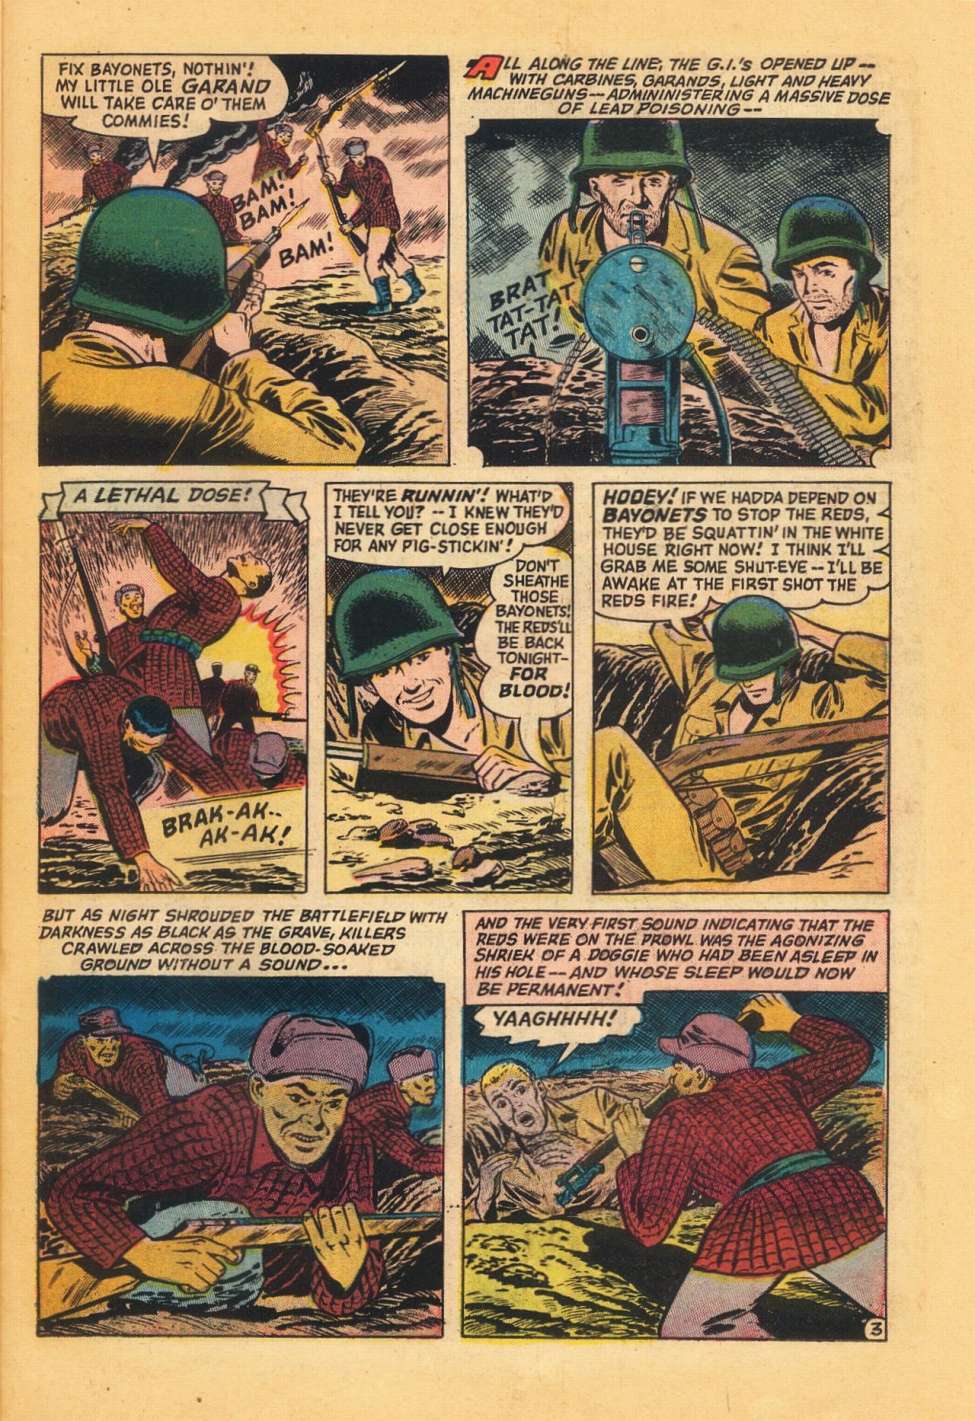 FIX BAYONETS, NOTHIN'!
MY LITTLE OLE GARAND
WILL TAKE CARE O' THEM
COMMIES!
BAM!
BAM!
BAM!
ALL ALONG THE LINE, THE G.I.'S OPENED UP--
WITH CARBINES, GARANDS, LIGHT AND HEAVY
MACHINEGUNS--ADMININISTERING A MASSIVE DOSE
OF LEAD POISONING--
BRAT
TAT-TAT
TAT!
A LETHAL DOSE!
BRAK-AK..
AK-AK!
THEY'RE RUNNIN'! WHAT'D
I TELL YOU? -- I KNEW THEY'D
NEVER GET CLOSE ENOUGH
FOR ANY PIG-STICKIN'!
DON'T
SHEATHE
THOSE
BAYONETS!
THE REDS'LL
BE BACK
TONIGHT-
FOR
BLOOD!
HOOEY! IF WE HADDA DEPEND ON
BAYONETS TO STOP THE REDS,
THEY'D BE SQUATTIN' IN THE WHITE
HOUSE RIGHT NOW! I THINK I'LL
GRAB ME SOME SHUT-EYE -- I'LL BE
AWAKE AT THE FIRST SHOT THE
REDS FIRE!
BUT AS NIGHT SHROUDED THE BATTLEFIELD WITH
DARKNESS AS BLACK AS THE GRAVE, KILLERS
CRAWLED ACROSS THE BLOOD-SOAKED
GROUND WITHOUT A SOUND...
AND THE VERY FIRST SOUND INDICATING THAT THE
REDS WERE ON THE PROWL WAS THE AGONIZING
SHRIEK OF A DOGGIE WHO HAD BEEN ASLEEP IN
HIS HOLE -- AND WHOSE SLEEP WOULD NOW
BE PERMANENT!
YAAGHHHH!
3